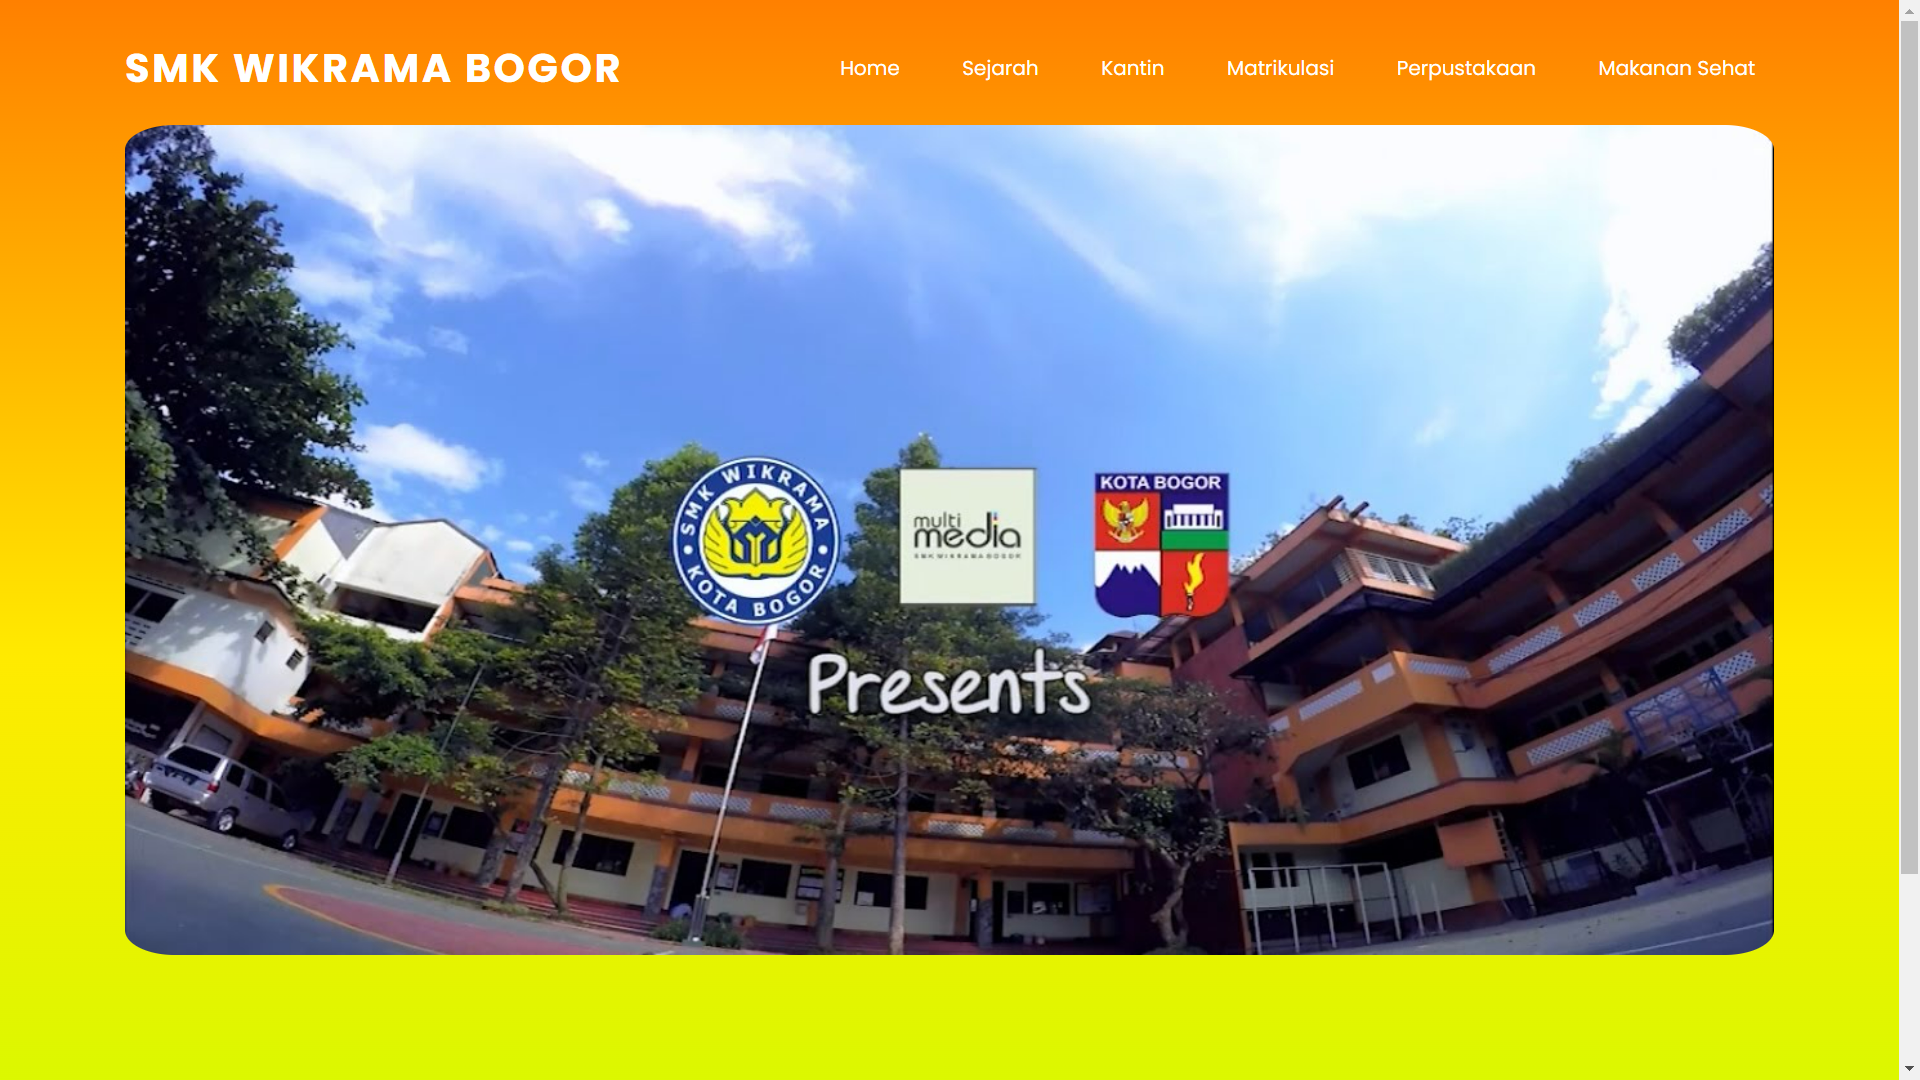 SMK WIKRAMA BOGOR
Home Sejarah Kantin Matrikulasi Perpustakaan Makanan Sehat
SMK WIKRAMA
KOTA BOGOR
multi
media
SMK WIKRAMA BOGOR
KOTA BOGOR
Presents